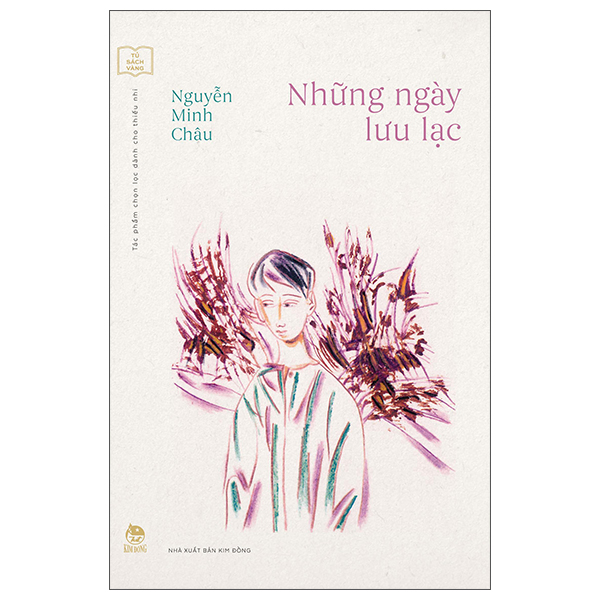 TỦ
SÁCH
VÀNG
Tác phẩm chọn lọc dành cho thiếu nhi
Nguyễn
Minh
Châu
Những ngày
lưu lạc
KIM ĐỒNG
NHÀ XUẤT BẢN KIM ĐỒNG